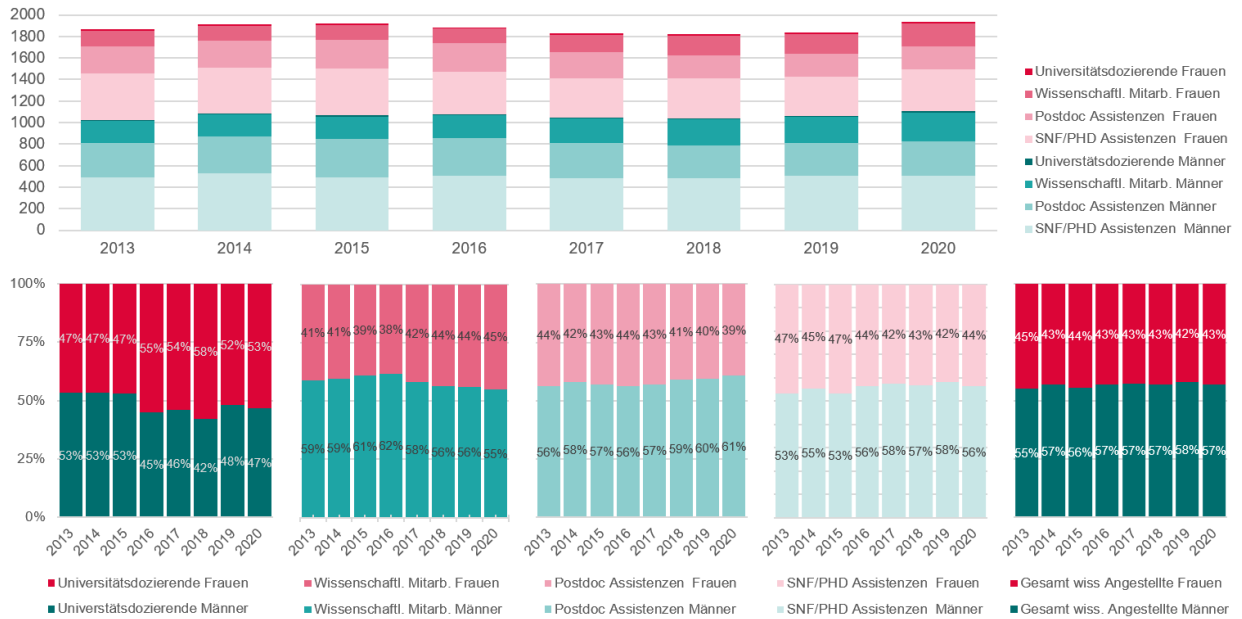 2000
1800
1600
1400
1200
1000
800
600
400
200
0
2013 2014 2015 2016 2017 2018 2019 2020
Universitätsdozierende Frauen
Wissenschaftl. Mitarb. Frauen
Postdoc Assistenzen Frauen
SNF/PHD Assistenzen Frauen
Universtätsdozierende Männer
Wissenschaftl. Mitarb. Männer
Postdoc Assistenzen Männer
SNF/PHD Assistenzen Männer
100%
75%
50%
25%
0%
47% 47% 47% 55% 54% 58% 52% 53%
53% 53% 53% 45% 46% 42% 48% 47%
2013 2014 2015 2016 2017 2018 2019 2020
Universitätsdozierende Frauen
Universtätsdozierende Männer
41% 41% 39% 38% 42% 44% 44% 45%
59% 59% 61% 62% 58% 56% 56% 55%
2013 2014 2015 2016 2017 2018 2019 2020
Wissenschaftl. Mitarb. Frauen
Wissenschaftl. Mitarb. Männer
44% 42% 43% 44% 43% 41% 40% 39%
56% 58% 57% 56% 57% 59% 60% 61%
2013 2014 2015 2016 2017 2018 2019 2020
Postdoc Assistenzen Frauen
Postdoc Assistenzen Männer
47% 45% 47% 44% 42% 43% 42% 44%
53% 55% 53% 56% 58% 57% 58% 56%
2013 2014 2015 2016 2017 2018 2019 2020
SNF/PHD Assistenzen Frauen
SNF/PHD Assistenzen Männer
45% 43% 44% 43% 43% 43% 42% 43%
55% 57% 56% 57% 57% 57% 58% 57%
2013 2014 2015 2016 2017 2018 2019 2020
Gesamt wiss Angestellte Frauen
Gesamt wiss. Angestellte Männer